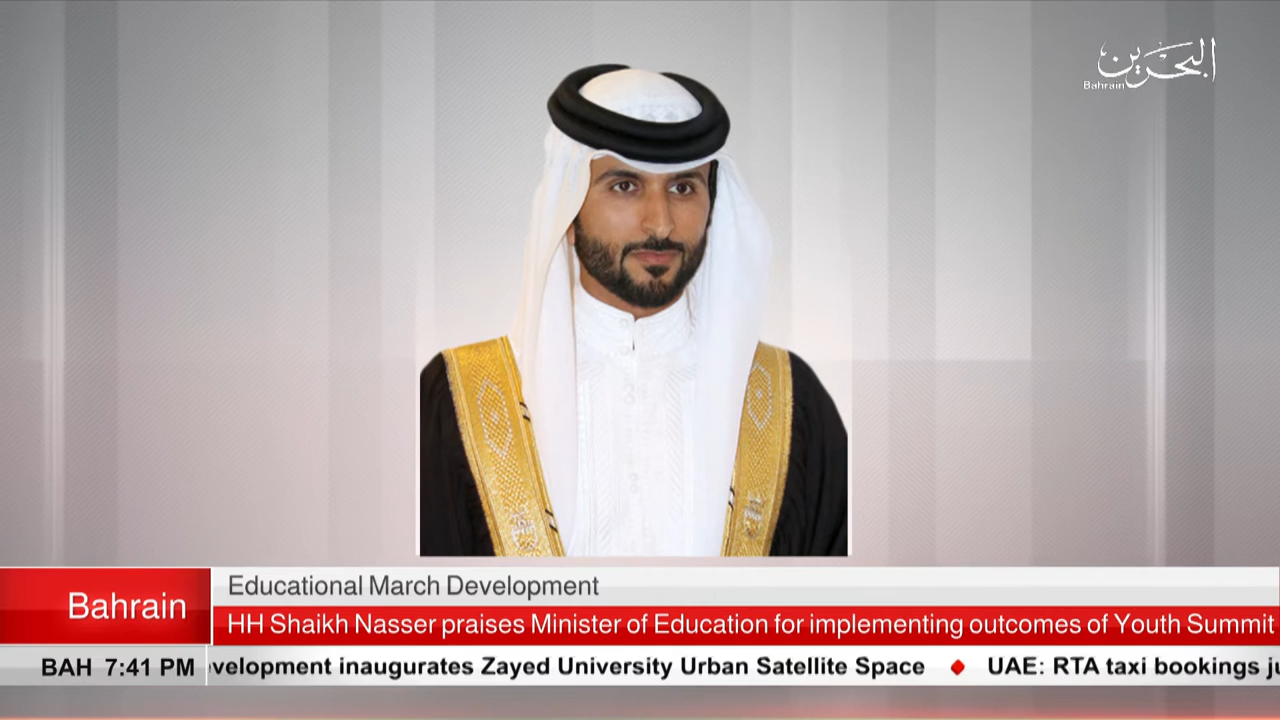 البحرين
Bahrain
Educational March Development
Bahrain
HH Shaikh Nasser praises Minister of Education for implementing outcomes of Youth Summit
BAH 7:41 PM
velopment inaugurates Zayed University Urban Satellite Space ♦ UAE: RTA taxi bookings